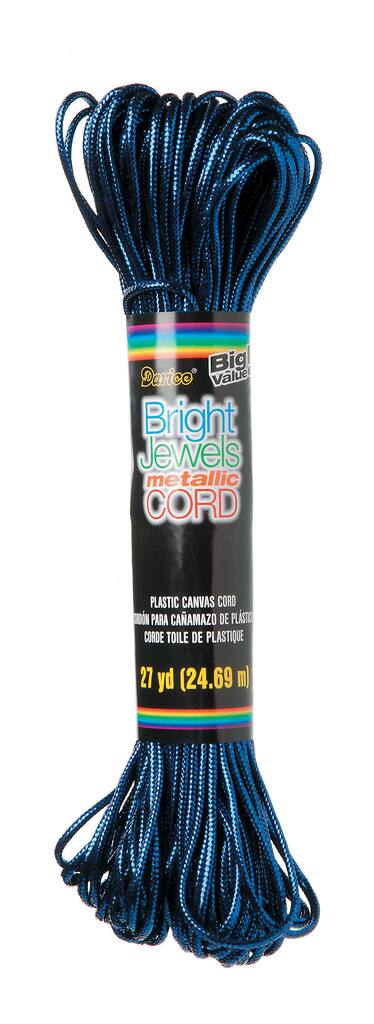 Darice®
Big
Value!
Bright
Jewels
metallic
CORD
PLASTIC CANVAS CORD
CORDÓN PARA CAÑAMAZO DE PLÁSTICO
CORDE TOILE DE PLASTIQUE
27 yd (24.69 m)